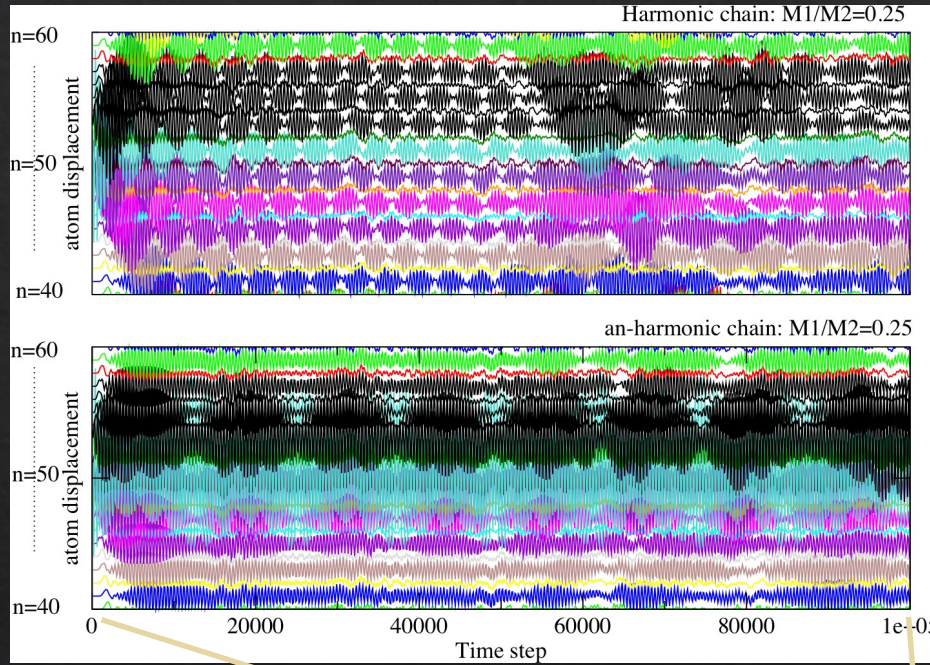 Harmonic chain: M1/M2=0.25
n=60
atom displacement
n=50
n=40
an-harmonic chain: M1/M2=0.25
n=60
atom displacement
n=50
n=40
0 20000 40000 60000 80000
Time step